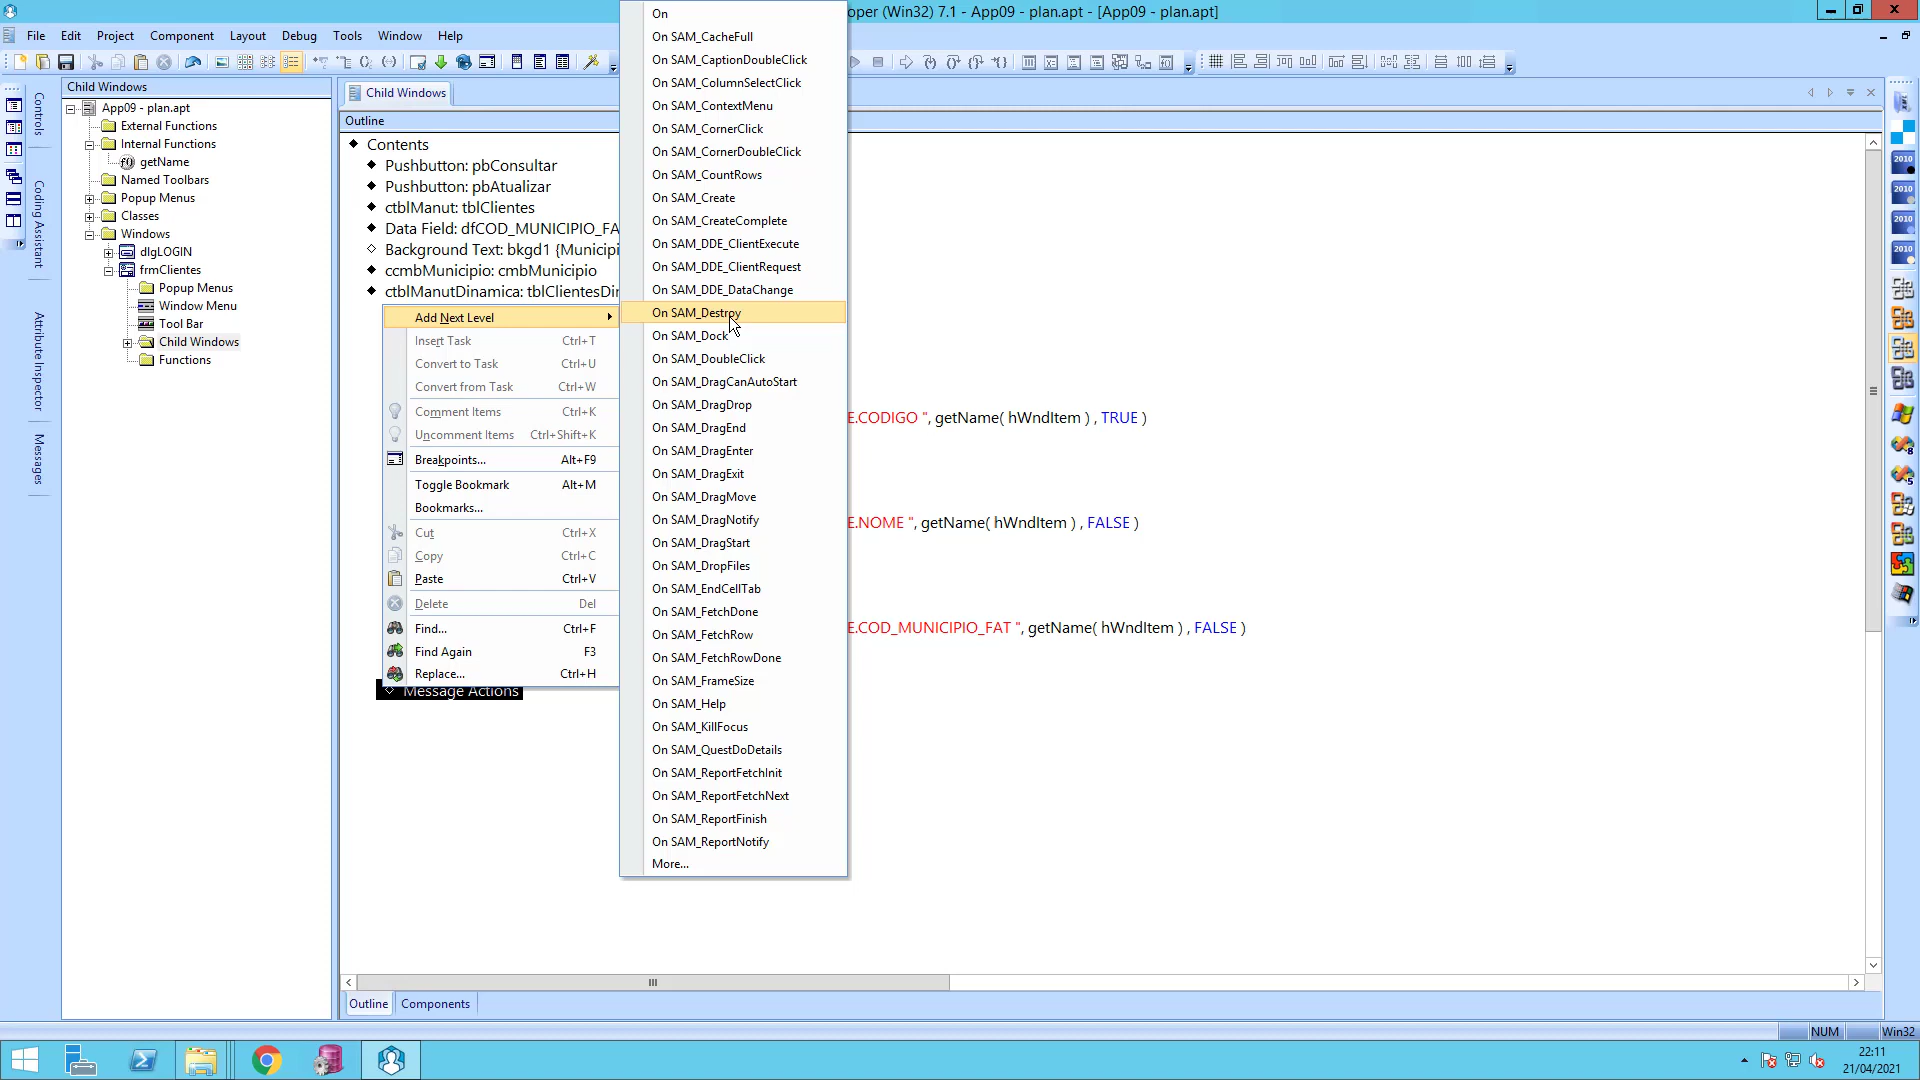 oper (Win32) 7.1 - App09 - plan.apt - [App09 - plan.apt]
File Edit Project Component Layout Debug Tools Window Help
Child Windows
App09 - plan.apt
External Functions
Internal Functions
getName
Named Toolbars
Popup Menus
Classes
Windows
dlgLOGIN
frmClientes
Popup Menus
Window Menu
Tool Bar
Child Windows
Functions
Controls
Coding Assistant
Attribute Inspector
Messages
Child Windows
Outline
Contents
Pushbutton: pbConsultar
Pushbutton: pbAtualizar
ctblManut: tblClientes
Data Field: dfCOD_MUNICIPIO_FA
Background Text: bkgd1 {Municipi
ccmbMunicipio: cmbMunicipio
ctblManutDinamica: tblClientesDir
Add Next Level
Insert Task Ctrl+T
Convert to Task Ctrl+U
Convert from Task Ctrl+W
Comment Items Ctrl+K
Uncomment Items Ctrl+Shift+K
Breakpoints... Alt+F9
Toggle Bookmark Alt+M
Bookmarks...
Cut Ctrl+X
Copy Ctrl+C
Paste Ctrl+V
Delete Del
Find... Ctrl+F
Find Again F3
Replace... Ctrl+H
Message Actions
On
On SAM_CacheFull
On SAM_CaptionDoubleClick
On SAM_ColumnSelectClick
On SAM_ContextMenu
On SAM_CornerClick
On SAM_CornerDoubleClick
On SAM_CountRows
On SAM_Create
On SAM_CreateComplete
On SAM_DDE_ClientExecute
On SAM_DDE_ClientRequest
On SAM_DDE_DataChange
On SAM_Destroy
On SAM_Dock
On SAM_DoubleClick
On SAM_DragCanAutoStart
On SAM_DragDrop
On SAM_DragEnd
On SAM_DragEnter
On SAM_DragExit
On SAM_DragMove
On SAM_DragNotify
On SAM_DragStart
On SAM_DropFiles
On SAM_EndCellTab
On SAM_FetchDone
On SAM_FetchRow
On SAM_FetchRowDone
On SAM_FrameSize
On SAM_Help
On SAM_KillFocus
On SAM_QuestDoDetails
On SAM_ReportFetchInit
On SAM_ReportFetchNext
On SAM_ReportFinish
On SAM_ReportNotify
More...
E.CODIGO ", getName( hWndItem ) , TRUE )
E.NOME ", getName( hWndItem ) , FALSE )
E.COD_MUNICIPIO_FAT ", getName( hWndItem ) , FALSE )
2010
2010
2010
2010
Outline Components
NUM Win32
22:11
21/04/2021